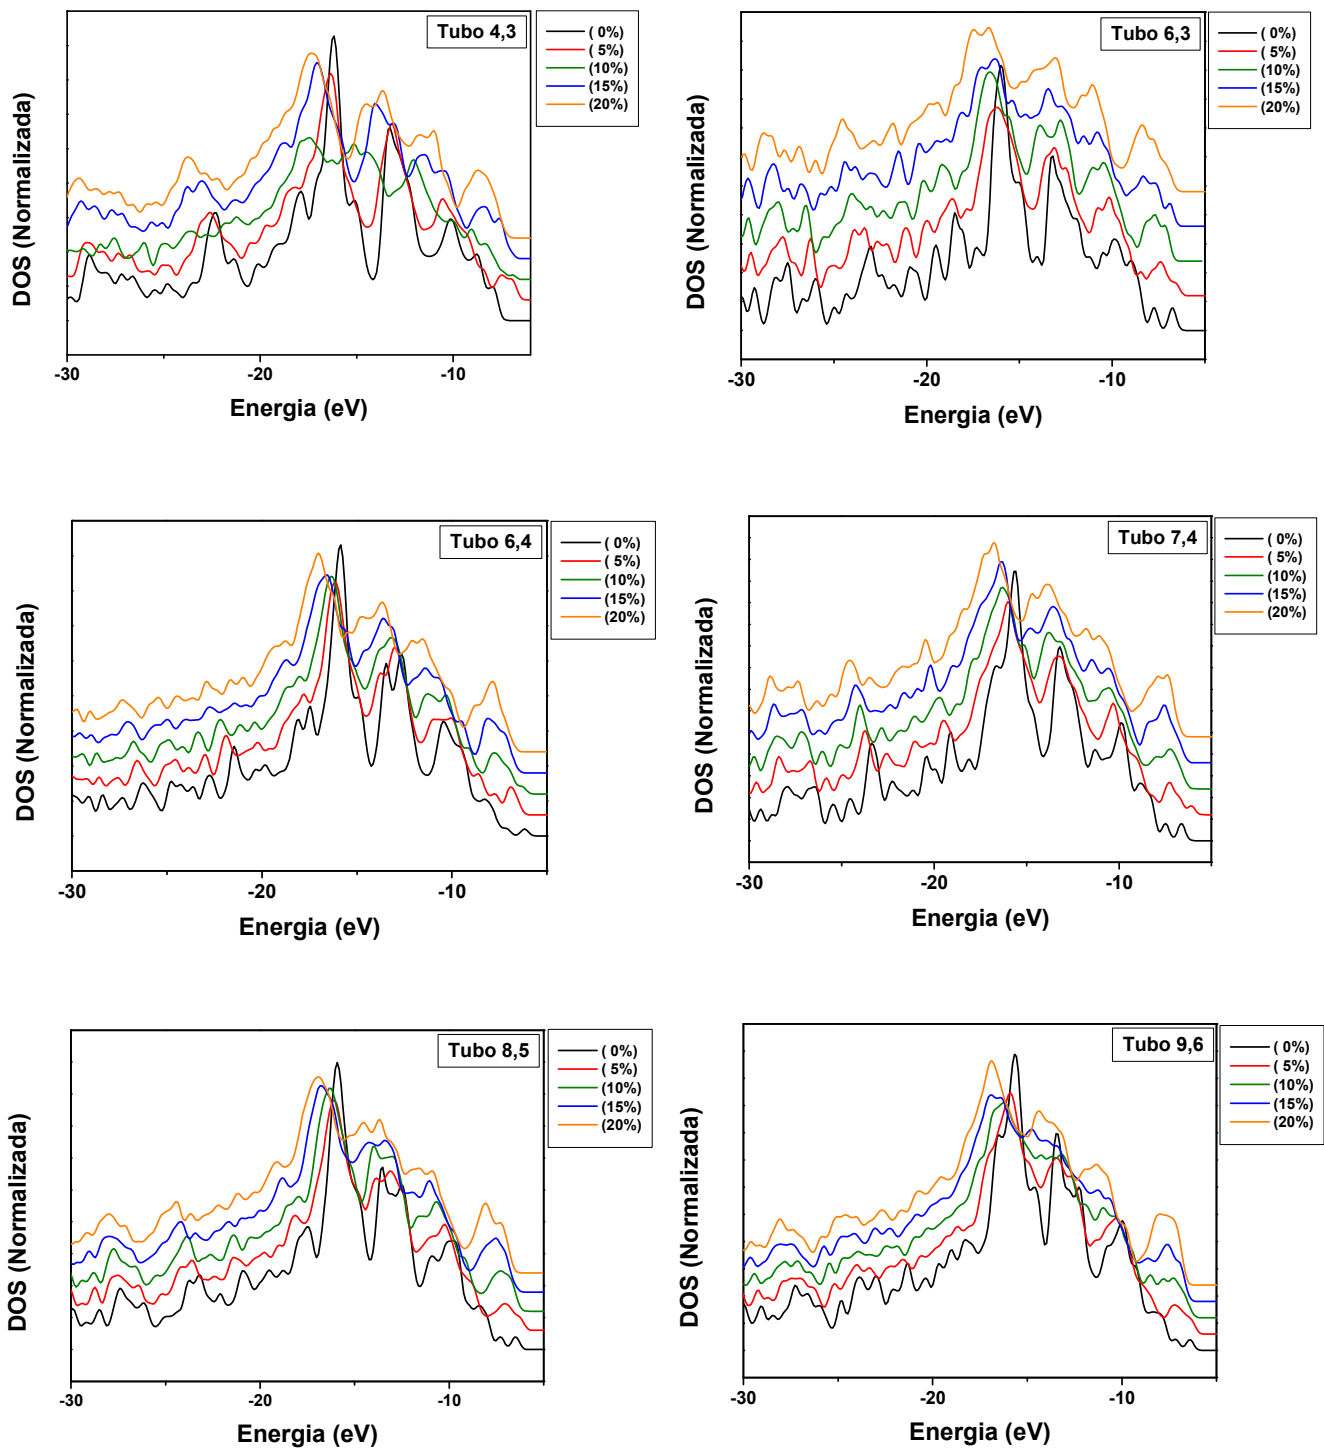 Tubo 4,3
( 0%)
( 5%)
(10%)
(15%)
(20%)
DOS (Normalizada)
-30
-20
-10
Energia (eV)
Tubo 6,3
( 0%)
( 5%)
(10%)
(15%)
(20%)
DOS (Normalizada)
-30
-20
-10
Energia (eV)
Tubo 6,4
( 0%)
( 5%)
(10%)
(15%)
(20%)
DOS (Normalizada)
-30
-20
-10
Energia (eV)
Tubo 7,4
( 0%)
( 5%)
(10%)
(15%)
(20%)
DOS (Normalizada)
-30
-20
-10
Energia (eV)
Tubo 8,5
( 0%)
( 5%)
(10%)
(15%)
(20%)
DOS (Normalizada)
-30
-20
-10
Energia (eV)
Tubo 9,6
( 0%)
( 5%)
(10%)
(15%)
(20%)
DOS (Normalizada)
-30
-20
-10
Energia (eV)